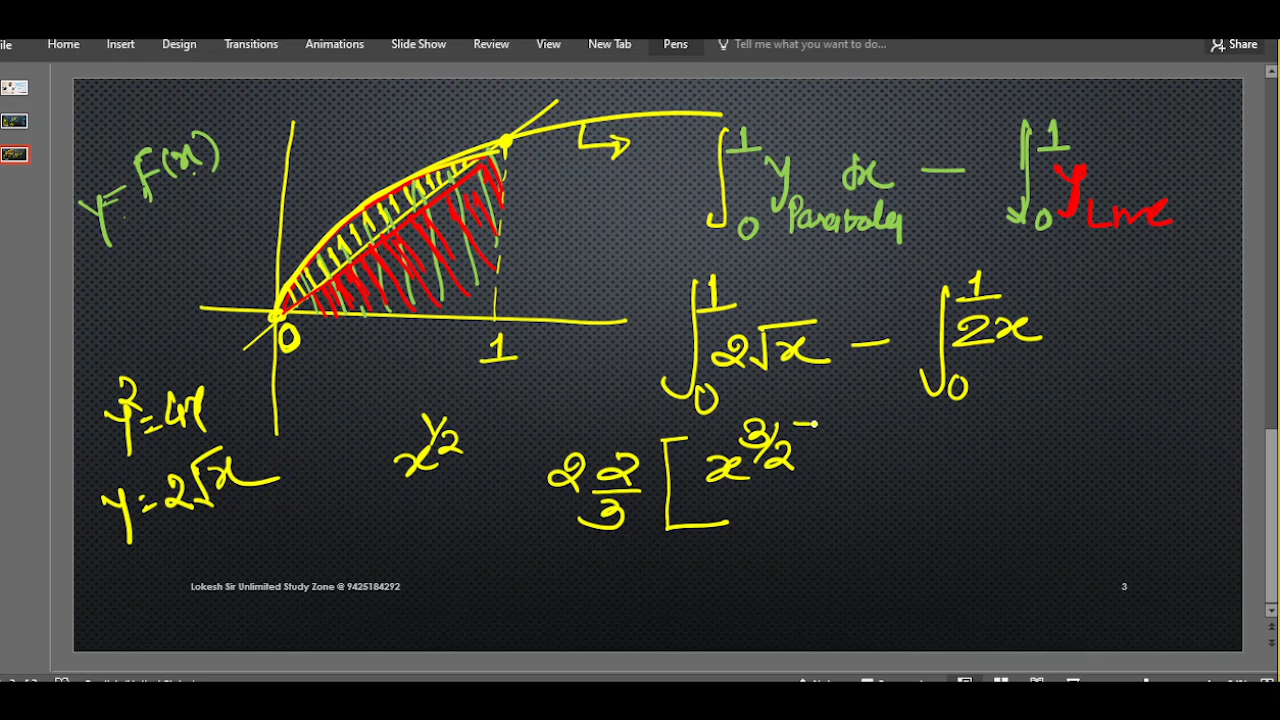 ile Home Insert Design Transitions Animations Slide Show Review View New Tab Pens Tell me what you want to do... Share
y = F(x)
∫₀¹ y Parabola dx − ∫₀¹ y Line
0
1
∫₀¹ 2√x − ∫₀¹ 2x
y² = 4x
y = 2√x
x^1/2
2 2/3 [ x^3/2
Lokesh Sir Unlimited Study Zone @ 9425184292
3